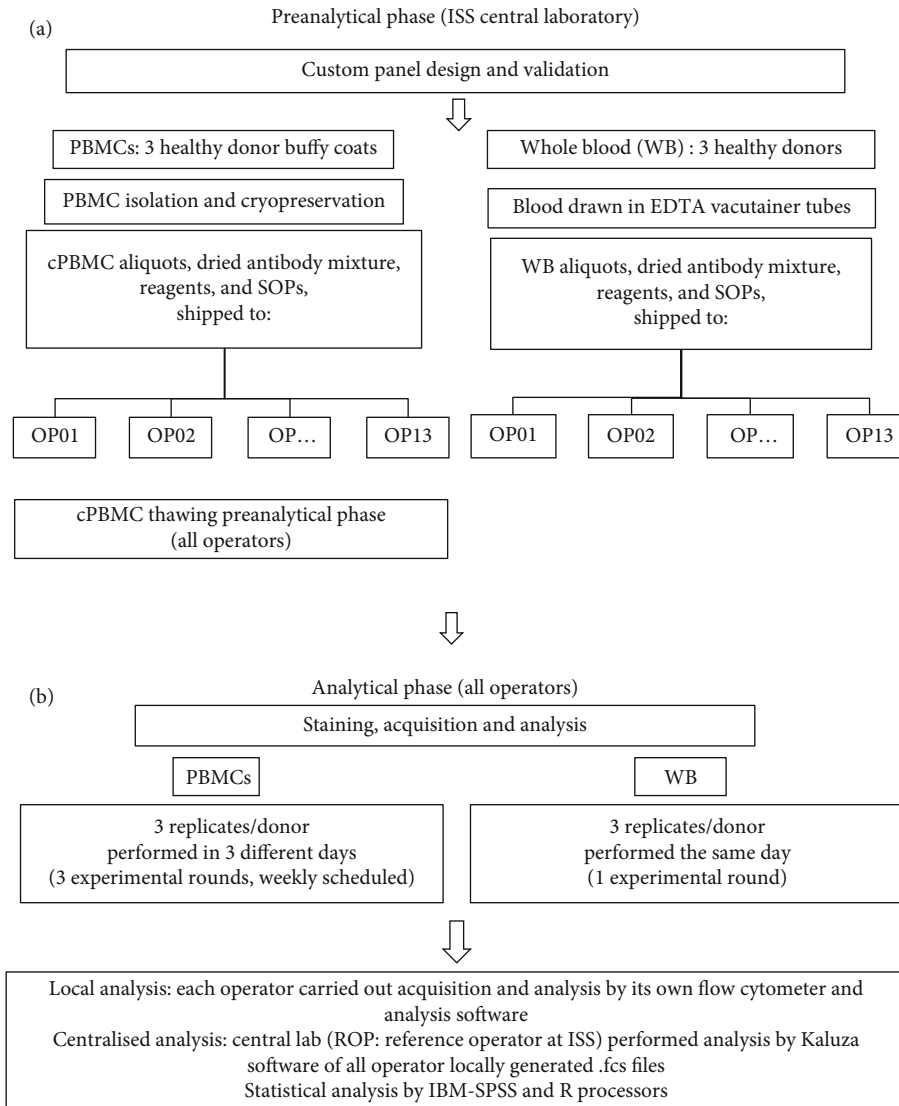 (a)
Preanalytical phase (ISS central laboratory)
Custom panel design and validation
PBMCs: 3 healthy donor buffy coats
PBMC isolation and cryopreservation
cPBMC aliquots, dried antibody mixture,
reagents, and SOPs,
shipped to:
OP01
OP02
OP…
OP13
Whole blood (WB) : 3 healthy donors
Blood drawn in EDTA vacutainer tubes
WB aliquots, dried antibody mixture,
reagents, and SOPs,
shipped to:
OP01
OP02
OP…
OP13
cPBMC thawing preanalytical phase
(all operators)
(b)
Analytical phase (all operators)
Staining, acquisition and analysis
PBMCs
3 replicates/donor
performed in 3 different days
(3 experimental rounds, weekly scheduled)
WB
3 replicates/donor
performed the same day
(1 experimental round)
Local analysis: each operator carried out acquisition and analysis by its own flow cytometer and
analysis software
Centralised analysis: central lab (ROP: reference operator at ISS) performed analysis by Kaluza
software of all operator locally generated .fcs files
Statistical analysis by IBM-SPSS and R processors